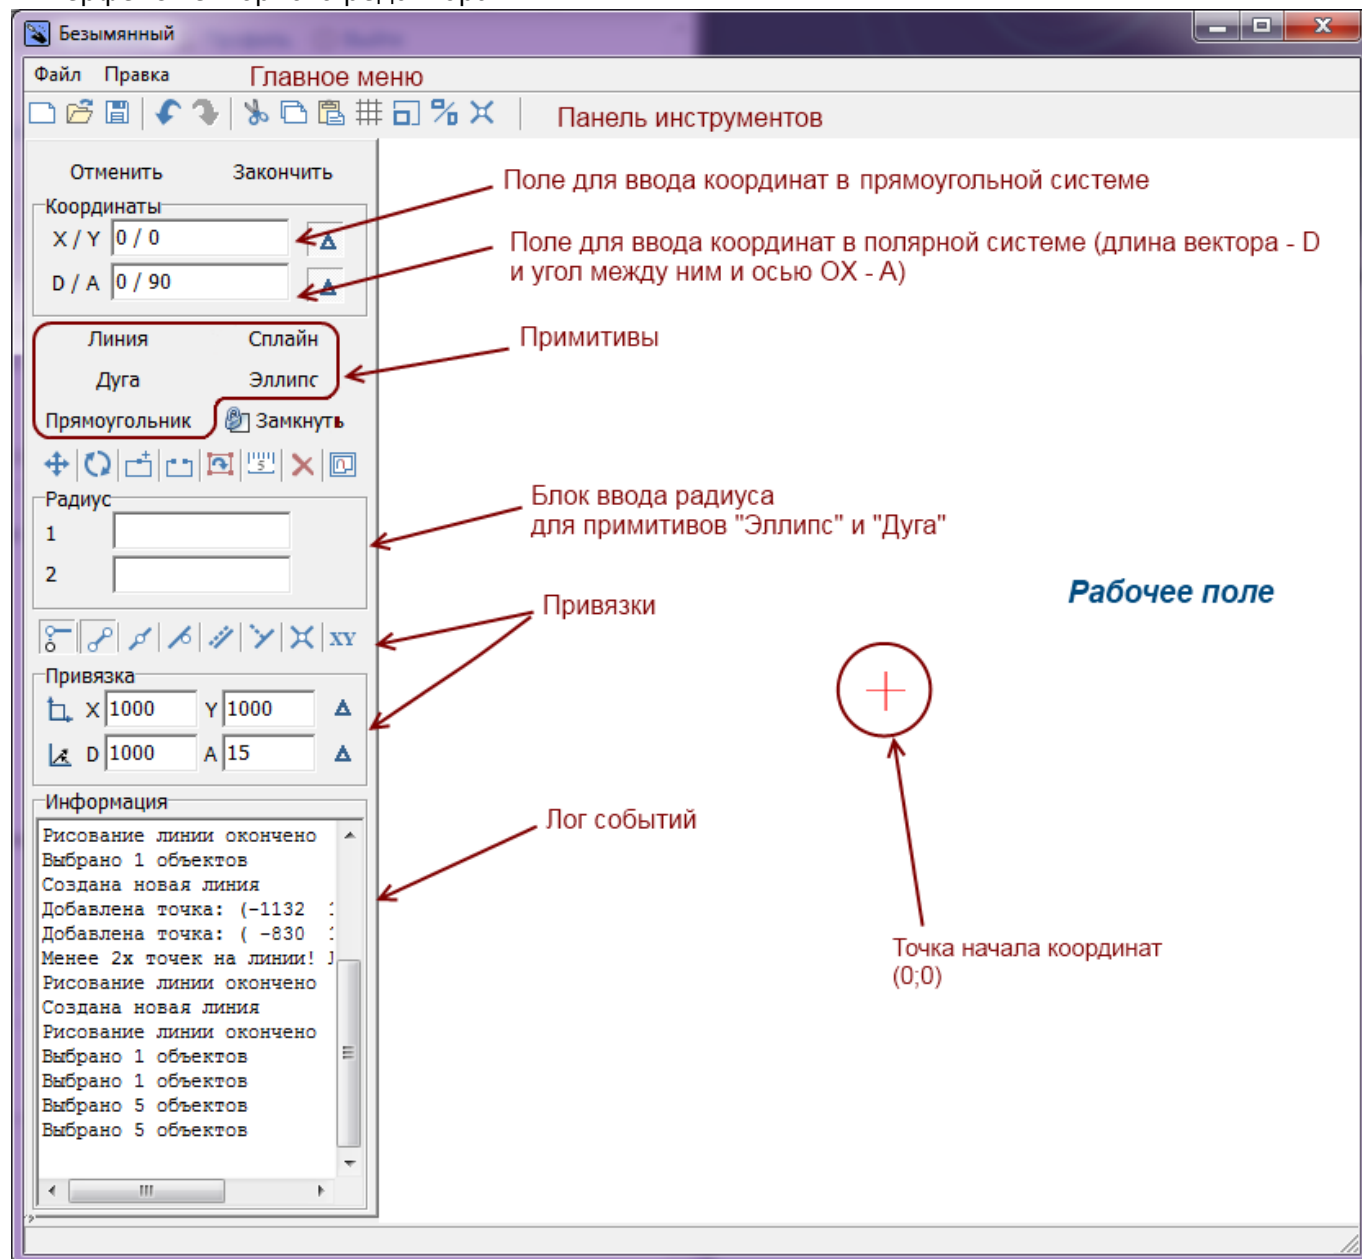 Безымянный
Файл Правка Главное меню
Панель инструментов
Отменить Закончить
Координаты
X / Y 0 / 0
D / A 0 / 90
Поле для ввода координат в прямоугольной системе
Поле для ввода координат в полярной системе (длина вектора - D
и угол между ним и осью OX - A)
Линия Сплайн
Дуга Эллипс
Прямоугольник Замкнуть
Примитивы
5
Радиус
1
2
Блок ввода радиуса
для примитивов "Эллипс" и "Дуга"
Рабочее поле
Привязки
XY
Привязка
X 1000 Y 1000
D 1000 A 15
Информация
Рисование линии окончено
Выбрано 1 объектов
Создана новая линия
Добавлена точка: (-1132
Добавлена точка: ( -830
Менее 2х точек на линии!
Рисование линии окончено
Создана новая линия
Рисование линии окончено
Выбрано 1 объектов
Выбрано 1 объектов
Выбрано 5 объектов
Выбрано 5 объектов
Лог событий
Точка начала координат
(0;0)